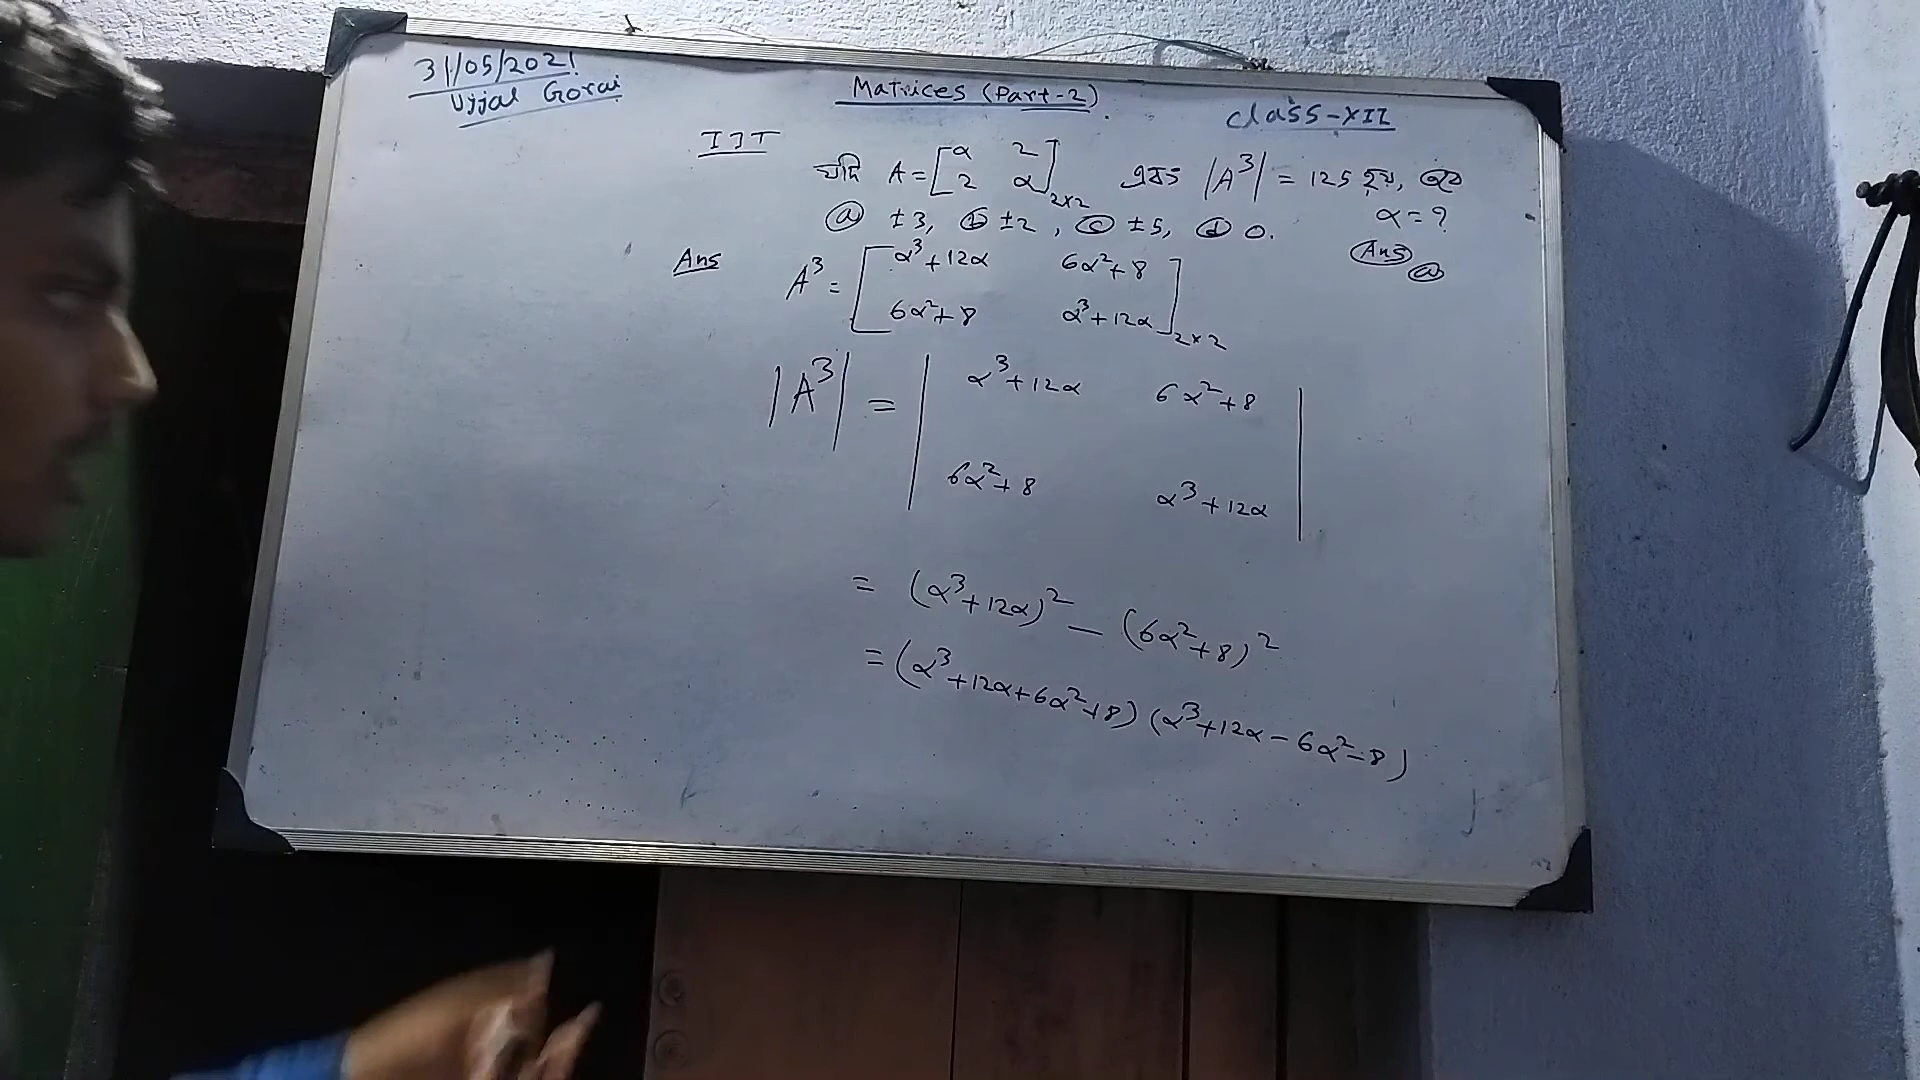 31/05/2021
Ujjal Gorai
Matrices (Part-2).
Class-XII
IIT
যদি A = [α 2
2 α]2×2 এবং |A³| = 125 হয়, তবে
α = ?
ⓐ ±3, ⓑ ±2, ⓒ ±5, ⓓ 0.
Ans ⓐ
Ans A³ = [α³+12α 6α²+8
6α²+8 α³+12α]2×2
|A³| = | α³+12α 6α²+8
6α²+8 α³+12α |
= (α³+12α)² − (6α²+8)²
= (α³+12α+6α²+8) (α³+12α−6α²−8)